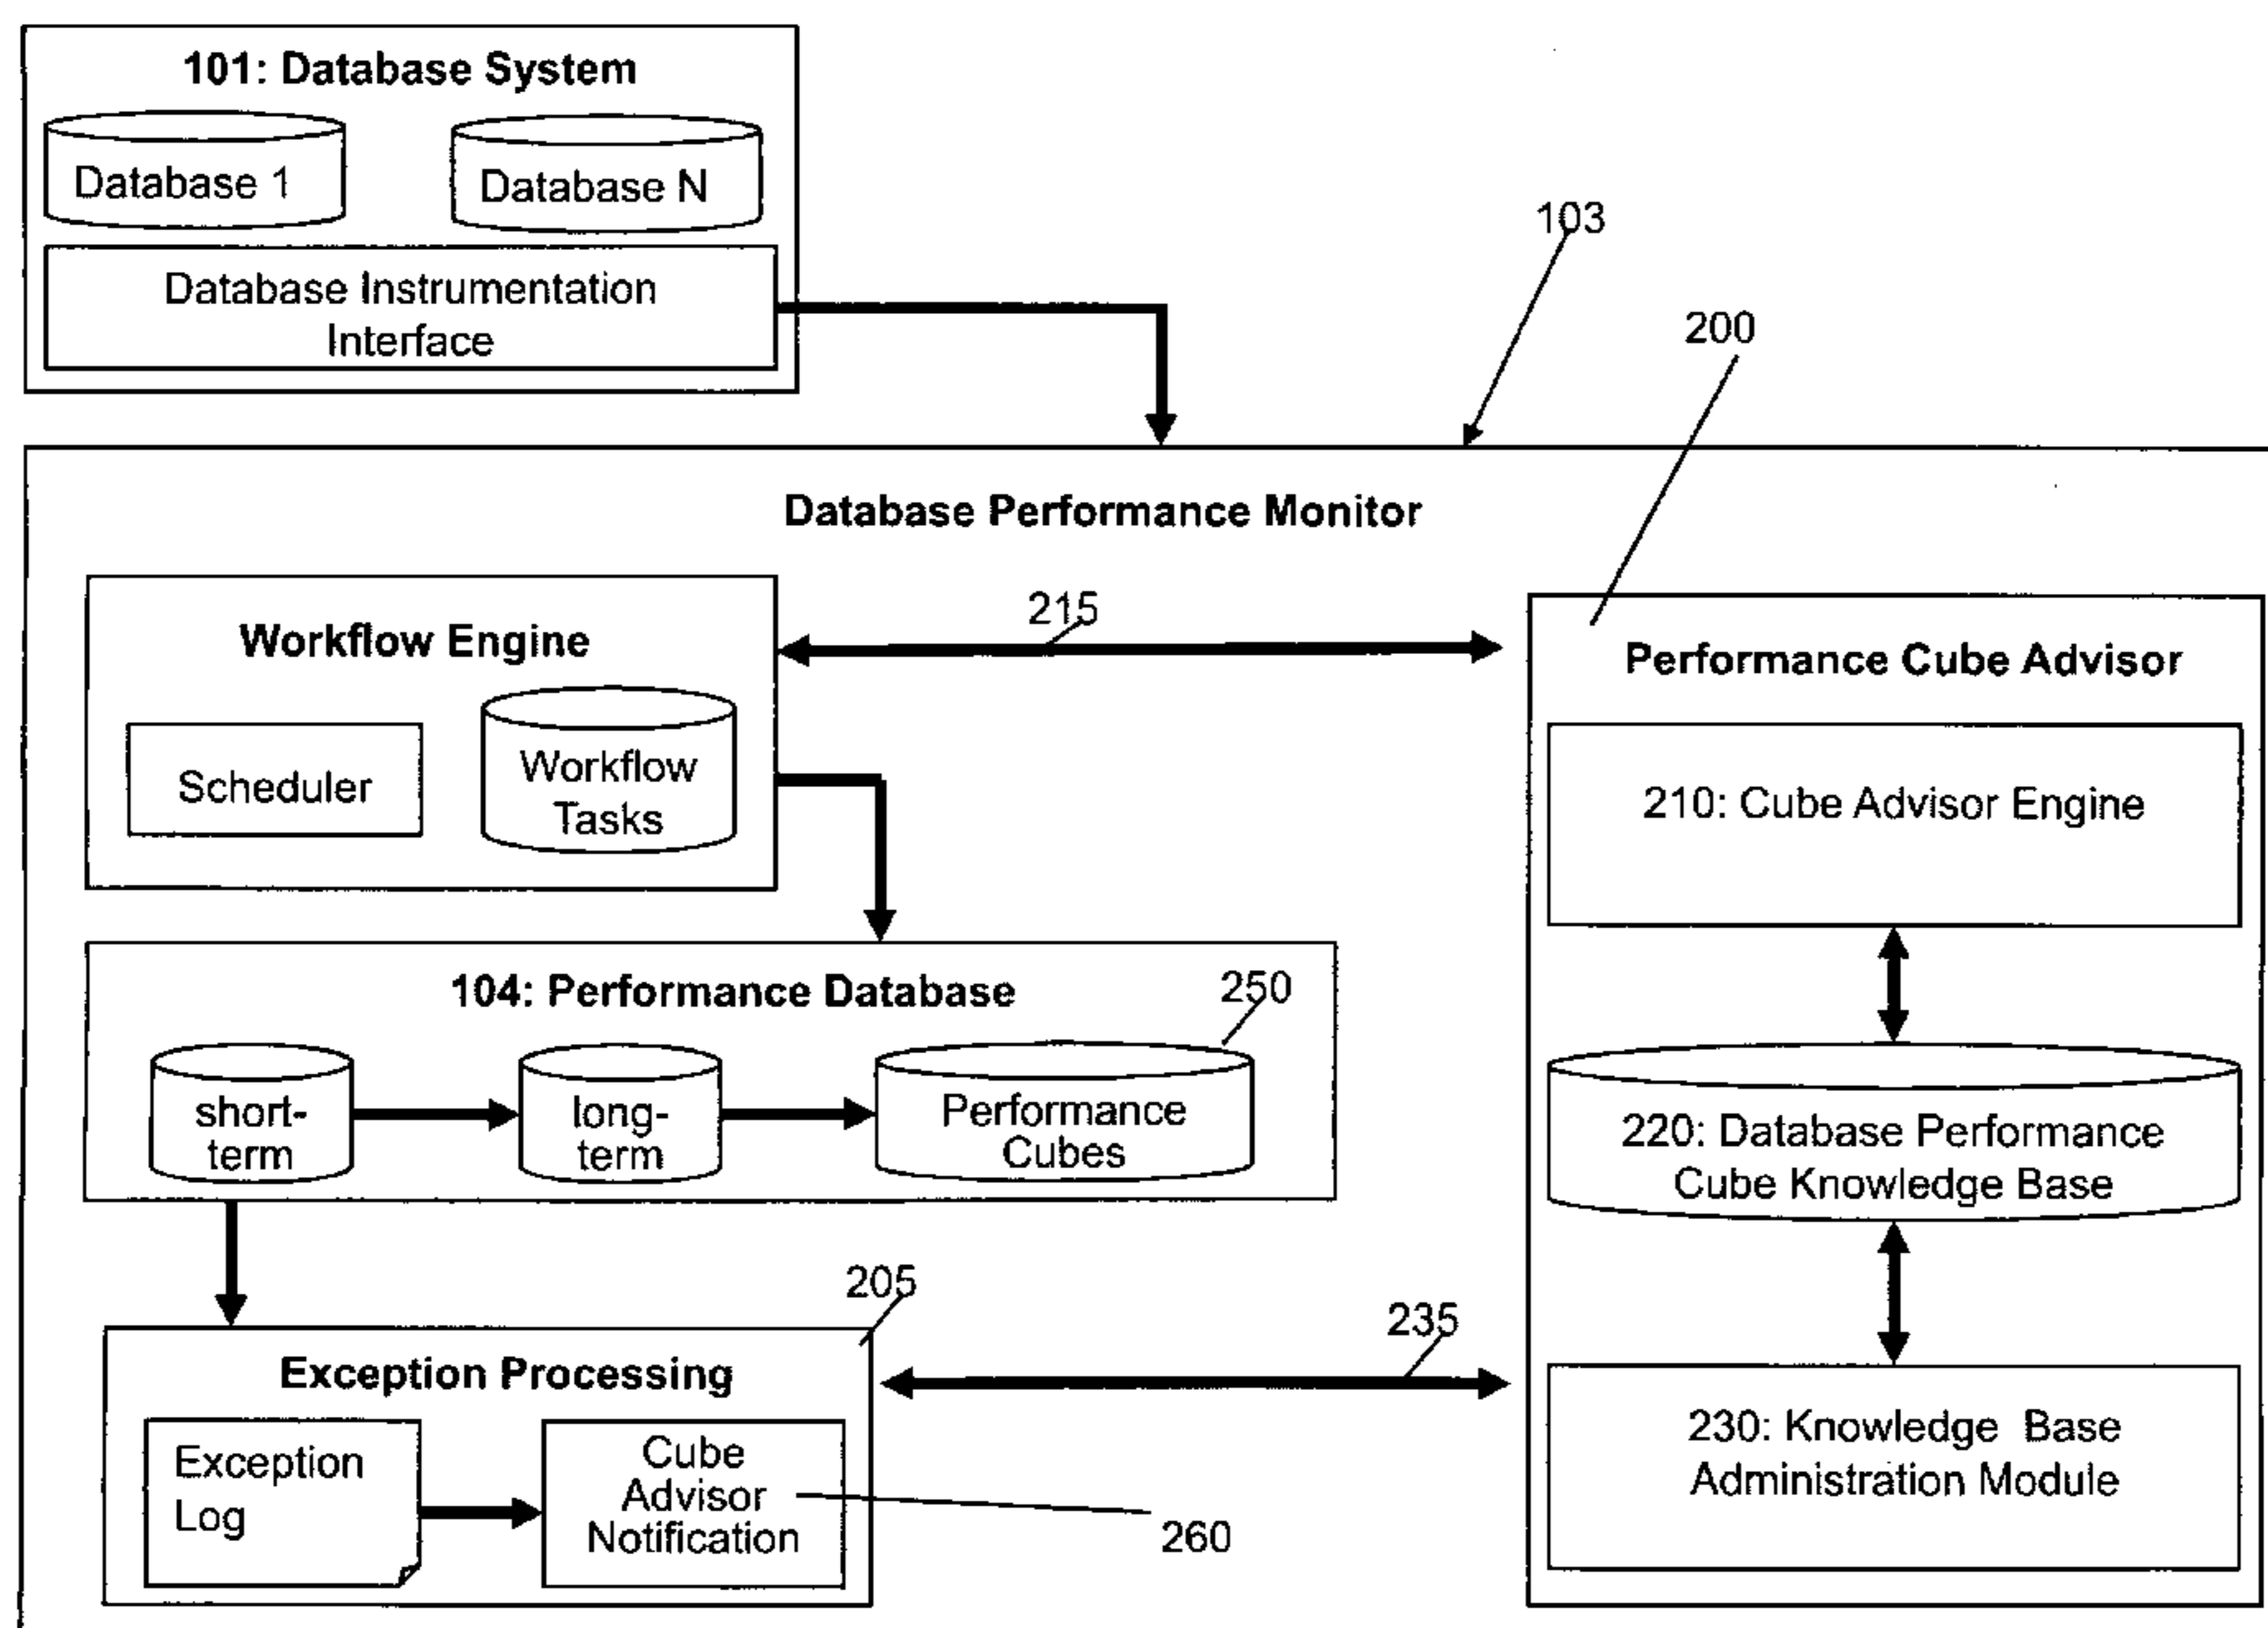 101: Database System
Database 1
Database N
Database Instrumentation
Interface
103
200
Database Performance Monitor
Workflow Engine
Scheduler
Workflow
Tasks
215
Performance Cube Advisor
210: Cube Advisor Engine
104: Performance Database
250
short-
term
long-
term
Performance
Cubes
220: Database Performance
Cube Knowledge Base
205
235
Exception Processing
Exception
Log
Cube
Advisor
Notification
260
230: Knowledge Base
Administration Module